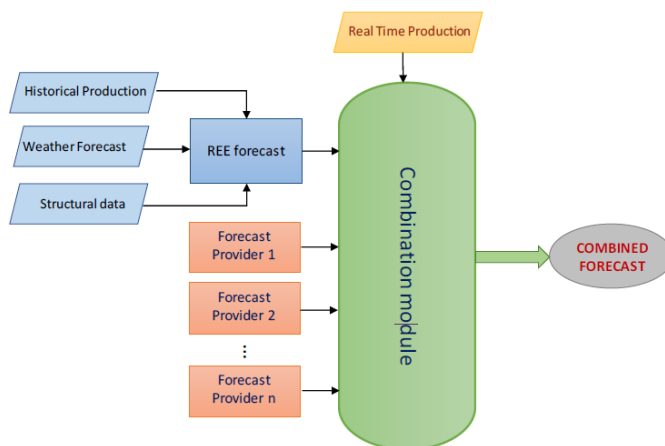 Real Time Production
Historical Production
Weather Forecast
REE forecast
Structural data
Forecast
Provider 1
Forecast
Provider 2
...
Forecast
Provider n
Combination module
COMBINED
FORECAST